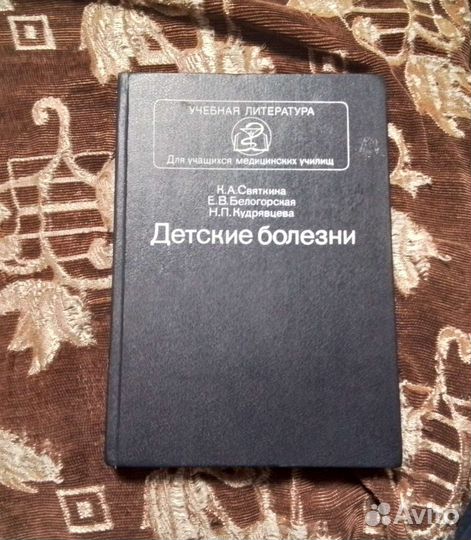 УЧЕБНАЯ ЛИТЕРАТУРА
Для учащихся медицинских училищ
К.А.Святкина
Е.В.Белогорская
Н.П.Кудрявцева
Детские болезни
Avito